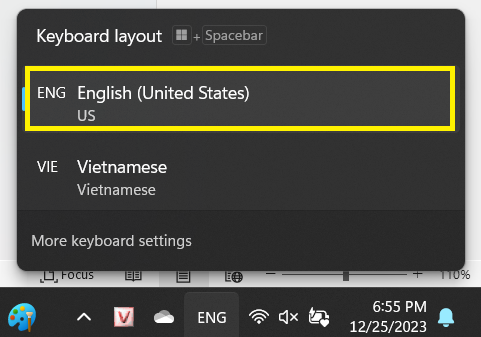 Keyboard layout + Spacebar
ENG English (United States)
US
VIE Vietnamese
Vietnamese
More keyboard settings
Focus 110%
V ENG 6:55 PM
12/25/2023